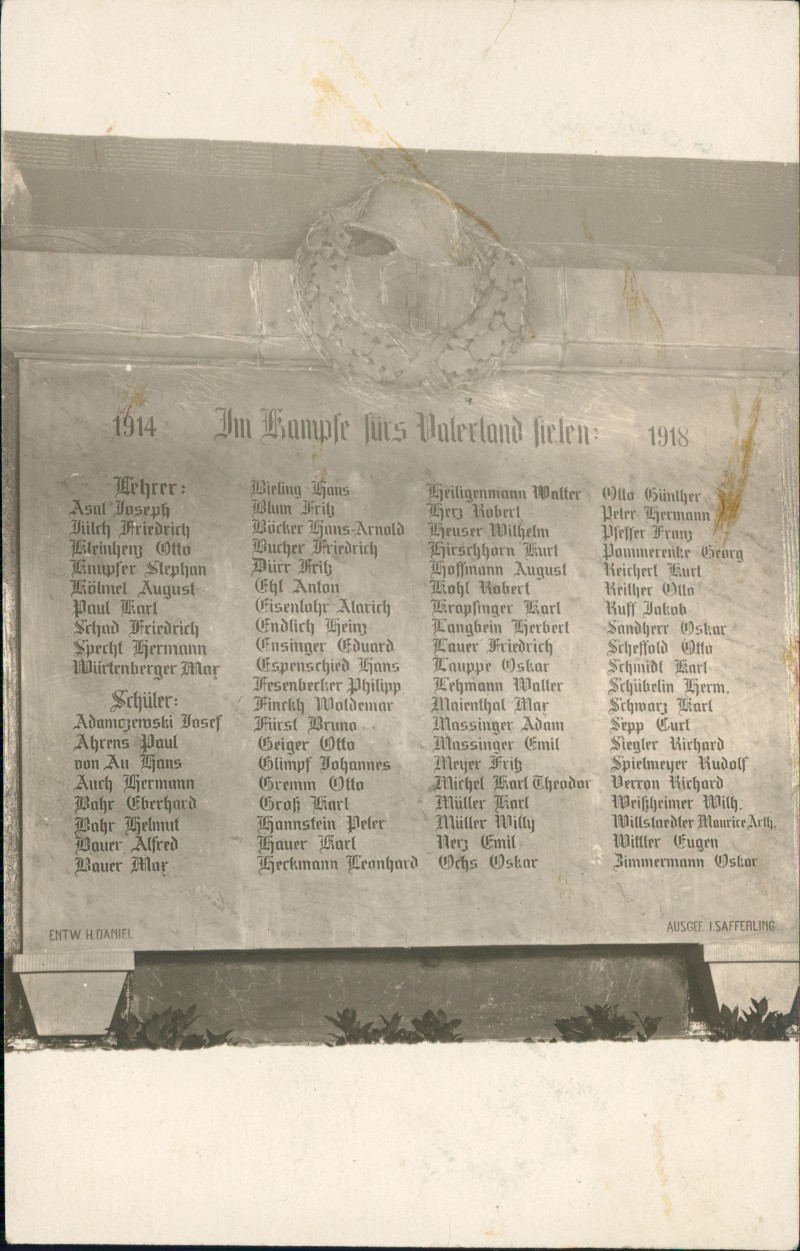 1914 Im Kampfe fürs Vaterland fielen: 1918
Lehrer:
Asal Joseph
Jülch Friedrich
Kleinhenz Otto
Knupfer Stephan
Kölmel August
Paul Karl
Schad Friedrich
Specht Hermann
Würtenberger Max
Schüler:
Adamczewski Josef
Ahrens Paul
von Au Hans
Auch Hermann
Bahr Eberhard
Bahr Helmut
Bauer Alfred
Bauer Max
Bieling Hans
Blum Fritz
Böcker Hans-Arnold
Bucher Friedrich
Dürr Fritz
Ehl Anton
Eisenlohr Alarich
Endlich Heinz
Ensinger Eduard
Espenschied Hans
Fesenbecker Philipp
Finckh Woldemar
Fürst Bruno
Geiger Otto
Glimpf Johannes
Gremm Otto
Groß Karl
Hannstein Peter
Hauer Karl
Heckmann Leonhard
Heiligenmann Walter
Herz Robert
Heuser Wilhelm
Hirschhorn Kurt
Hoffmann August
Kohl Robert
Krapfinger Karl
Langbein Herbert
Lauer Friedrich
Lauppe Oskar
Lehmann Walter
Maienthal Max
Massinger Adam
Massinger Emil
Meyer Fritz
Michel Karl Theodor
Müller Karl
Müller Willy
Nerz Emil
Ochs Oskar
Otto Günther
Peter Hermann
Pfeffer Franz
Pommerenke Georg
Reichert Kurt
Reither Otto
Ruff Jakob
Sandherr Oskar
Scheffold Otto
Schmidt Karl
Schübelin Herm.
Schwarz Karl
Sepp Curt
Siegler Richard
Spielmeyer Rudolf
Verron Richard
Weißheimer Wilh.
Willstaedter Maurice Arth.
Wittler Eugen
Zimmermann Oskar
ENTW. H. DANIEL
AUSGEF. I. SAFFERLING